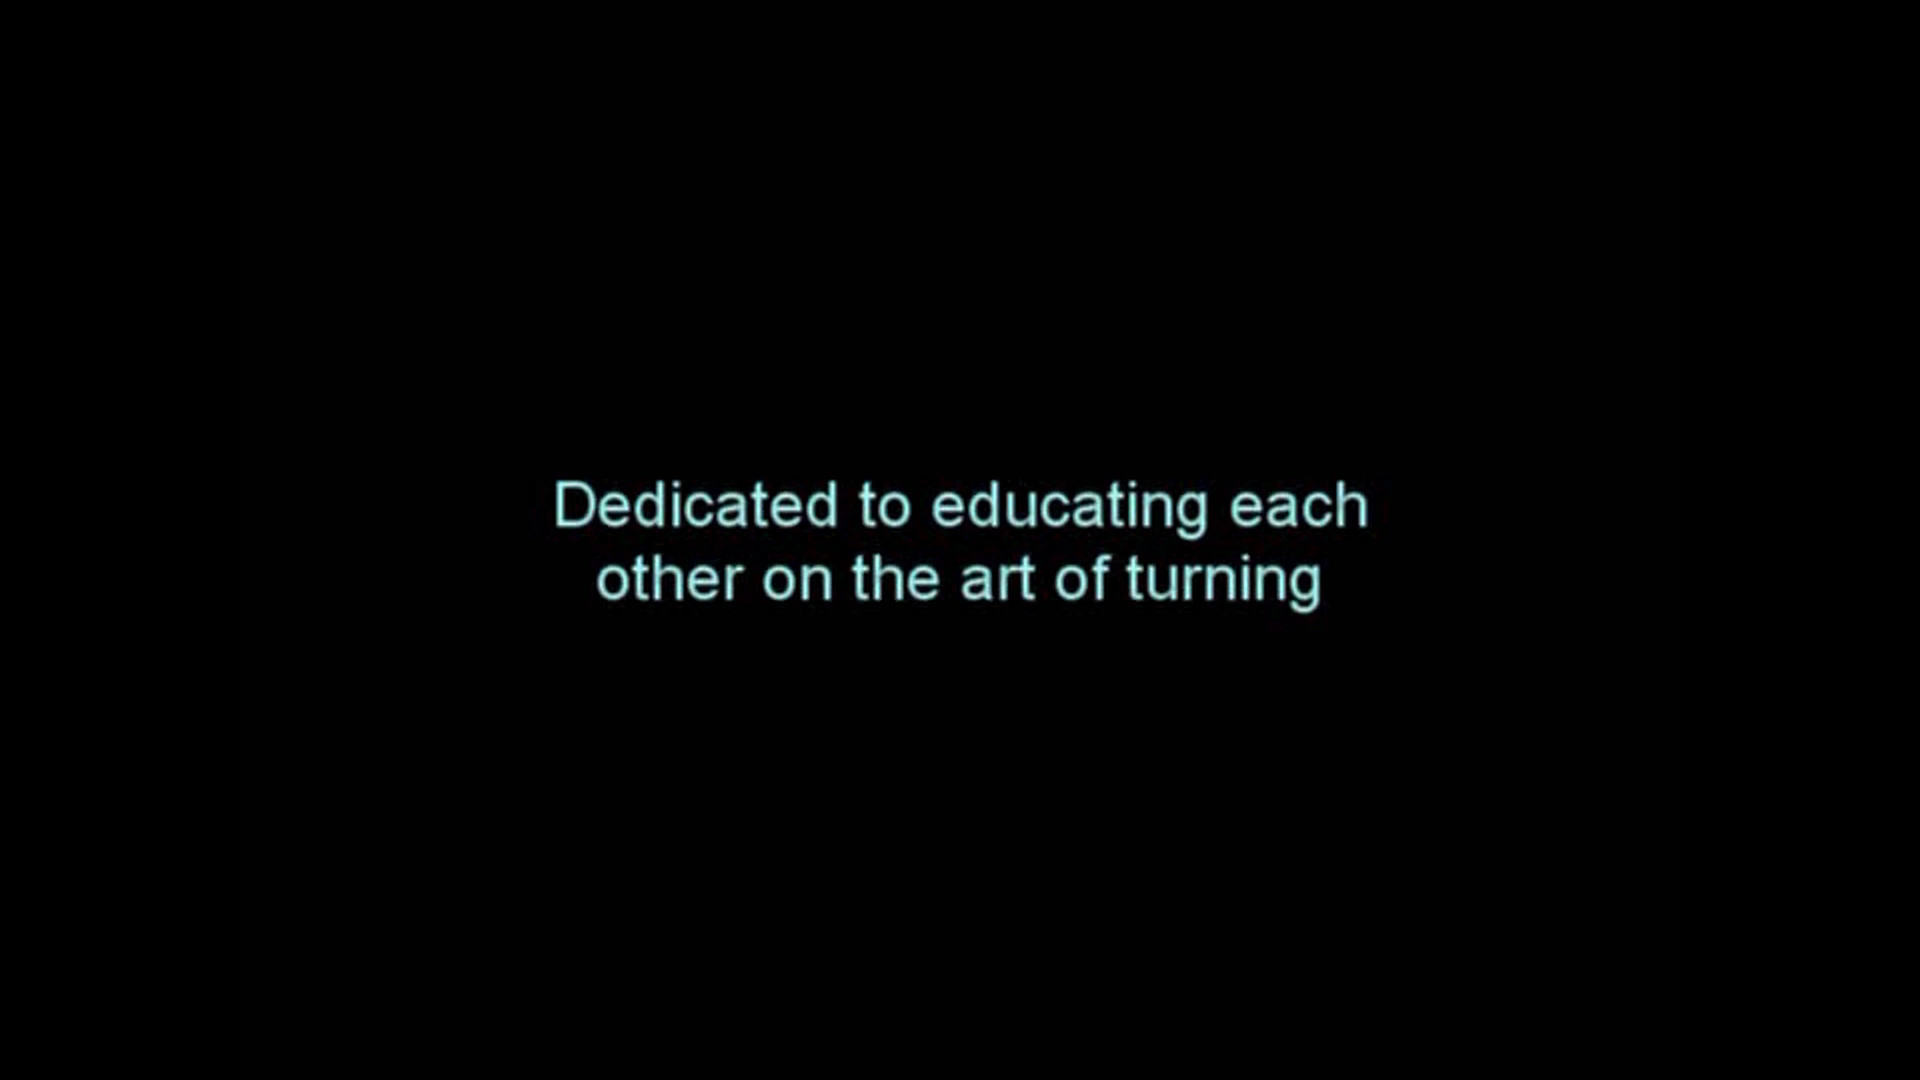 Dedicated to educating each
other on the art of turning